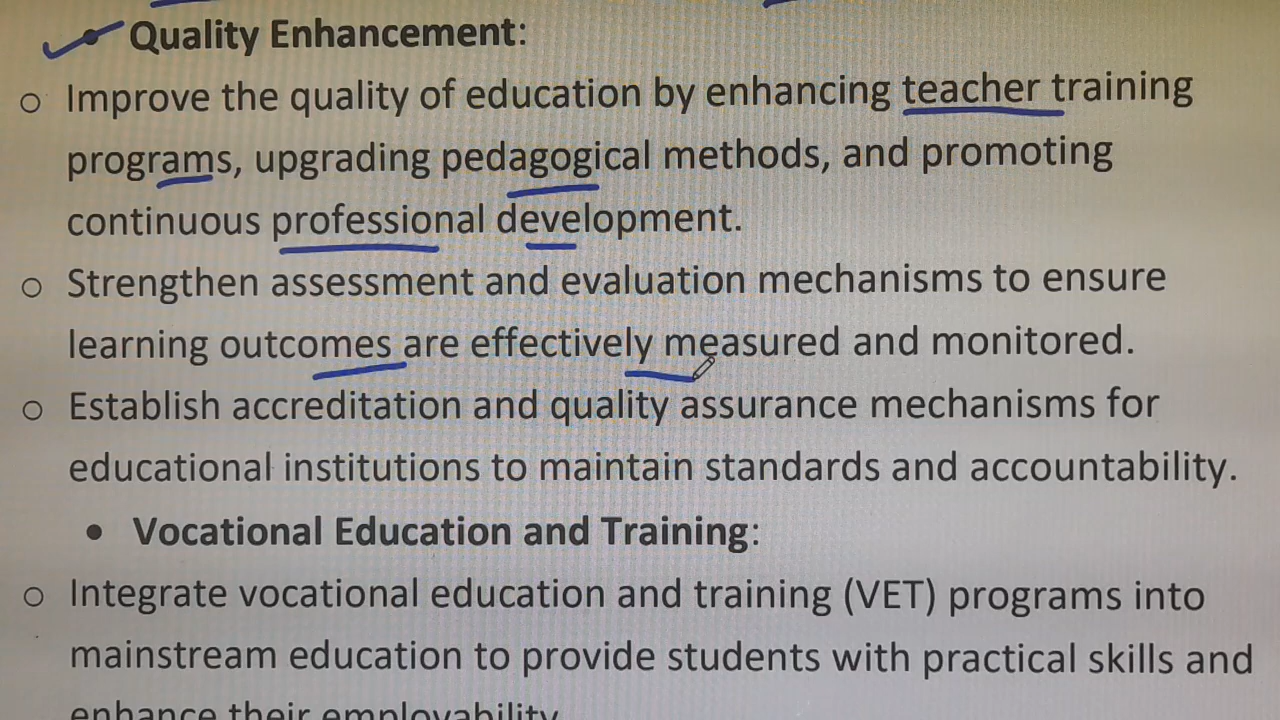 • Quality Enhancement:
o Improve the quality of education by enhancing teacher training
programs, upgrading pedagogical methods, and promoting
continuous professional development.
o Strengthen assessment and evaluation mechanisms to ensure
learning outcomes are effectively measured and monitored.
o Establish accreditation and quality assurance mechanisms for
educational institutions to maintain standards and accountability.
• Vocational Education and Training:
o Integrate vocational education and training (VET) programs into
mainstream education to provide students with practical skills and
enhance their employability.